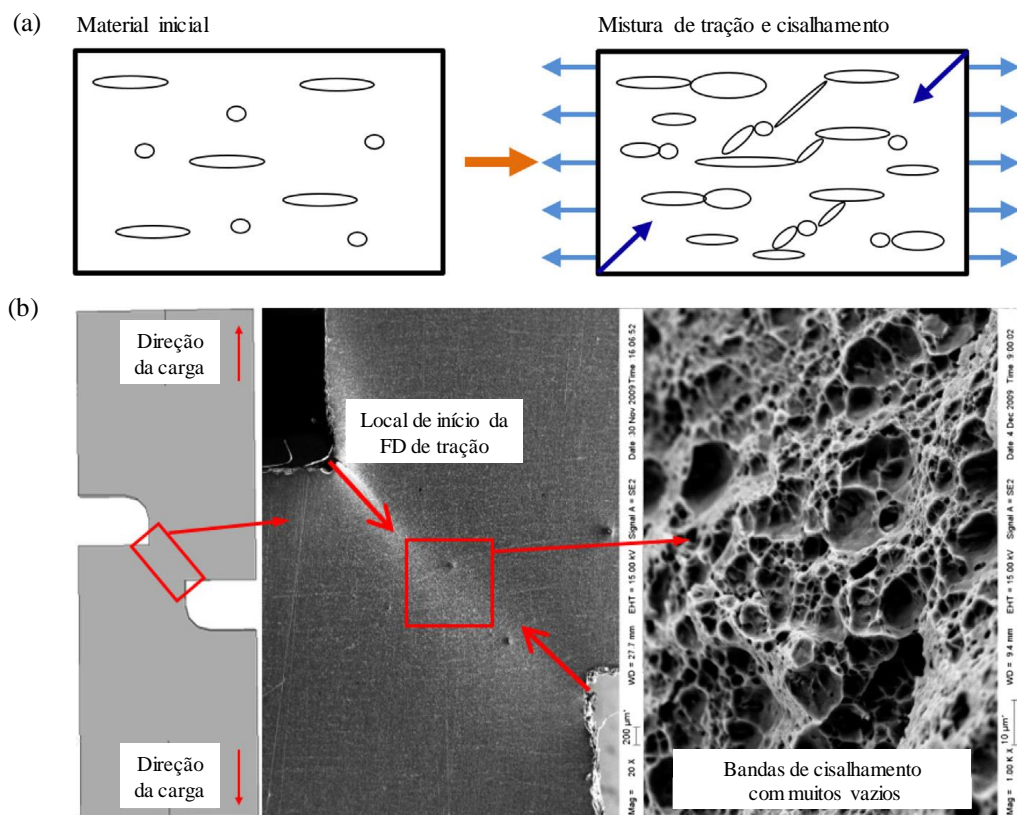 (a)
Material inicial
Mistura de tração e cisalhamento
(b)
Direção
da carga
Direção
da carga
Local de início da
FD de tração
Mag = 20 X EHT = 15.00 kV Signal A = SE2 Date 30 Nov 2009 Time 16:06:52
200 µm* WD = 27.7 mm
Bandas de cisalhamento
com muitos vazios
Mag = 1.00 K X EHT = 15.00 kV Signal A = SE2 Date 4 Dec 2009 Time 9:00:02
10 µm* WD = 9.4 mm